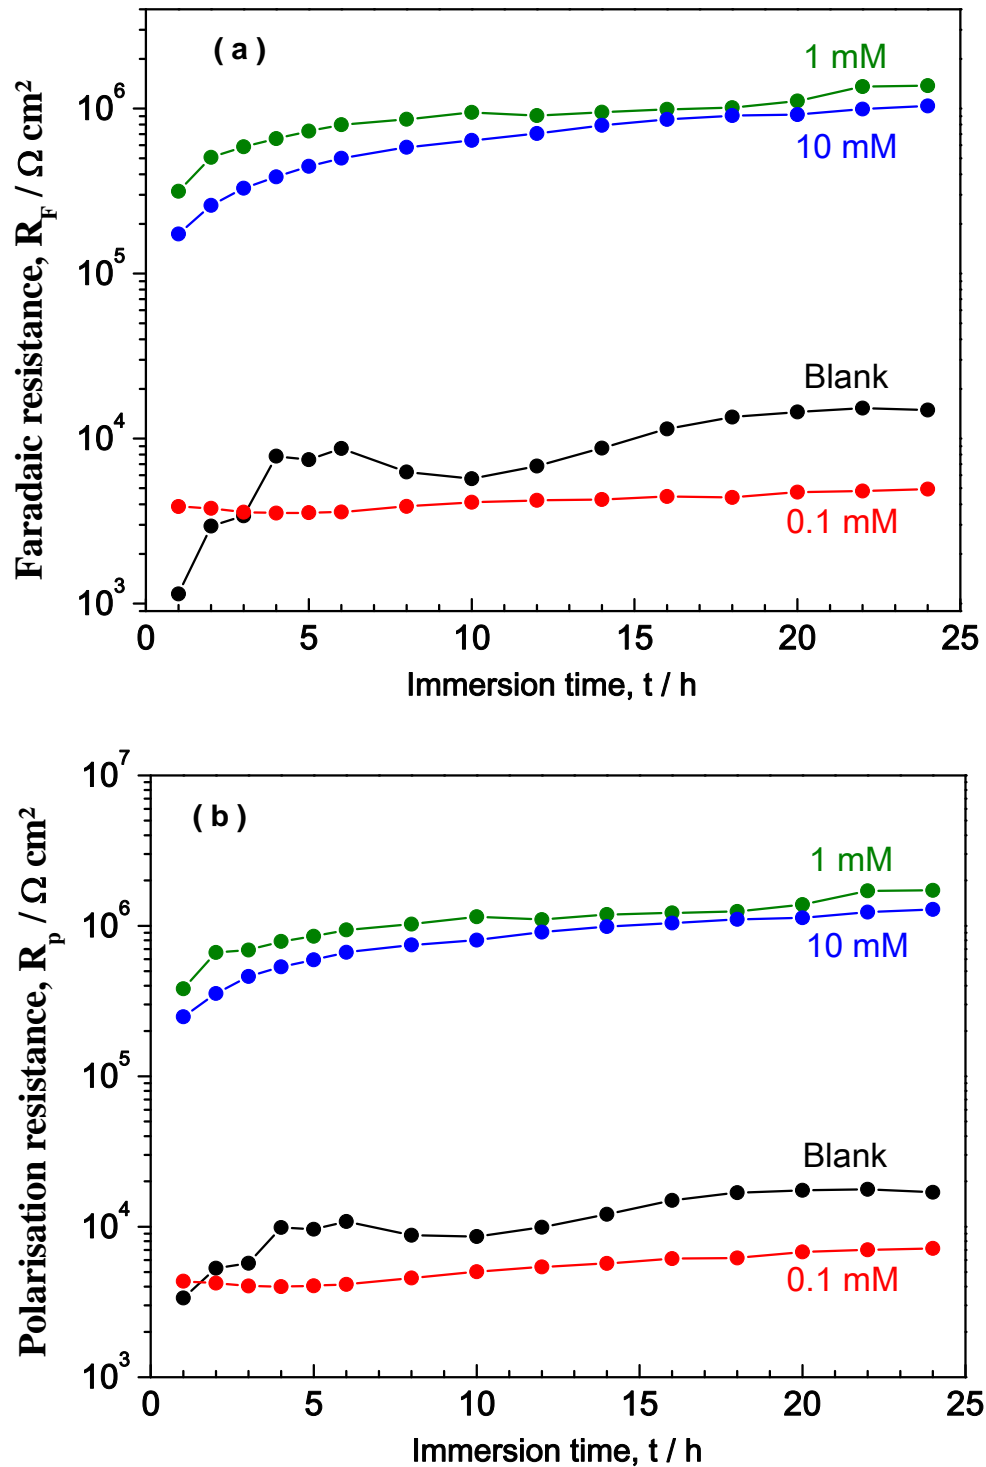 ( a )
1 mM
10 mM
Blank
0.1 mM
10⁶
10⁵
10⁴
10³
Faradaic resistance, R_F / Ω cm²
0 5 10 15 20 25
Immersion time, t / h
( b )
1 mM
10 mM
Blank
0.1 mM
10⁷
10⁶
10⁵
10⁴
10³
Polarisation resistance, R_p / Ω cm²
0 5 10 15 20 25
Immersion time, t / h